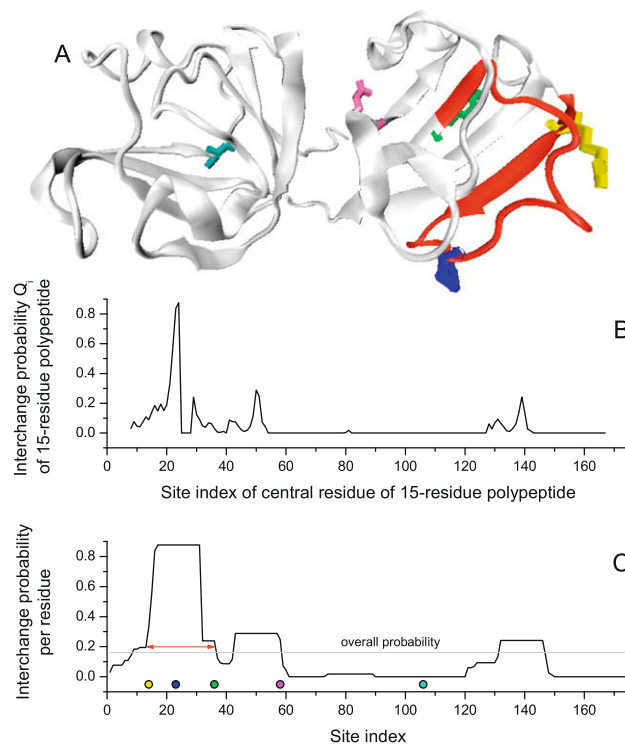 A
B
Interchange probability Qi
of 15-residue polypeptide
0.8
0.6
0.4
0.2
0.0
0 20 40 60 80 100 120 140 160
Site index of central residue of 15-residue polypeptide
C
Interchange probability
per residue
0.8
0.6
0.4
0.2
0.0
overall probability
0 20 40 60 80 100 120 140 160
Site index